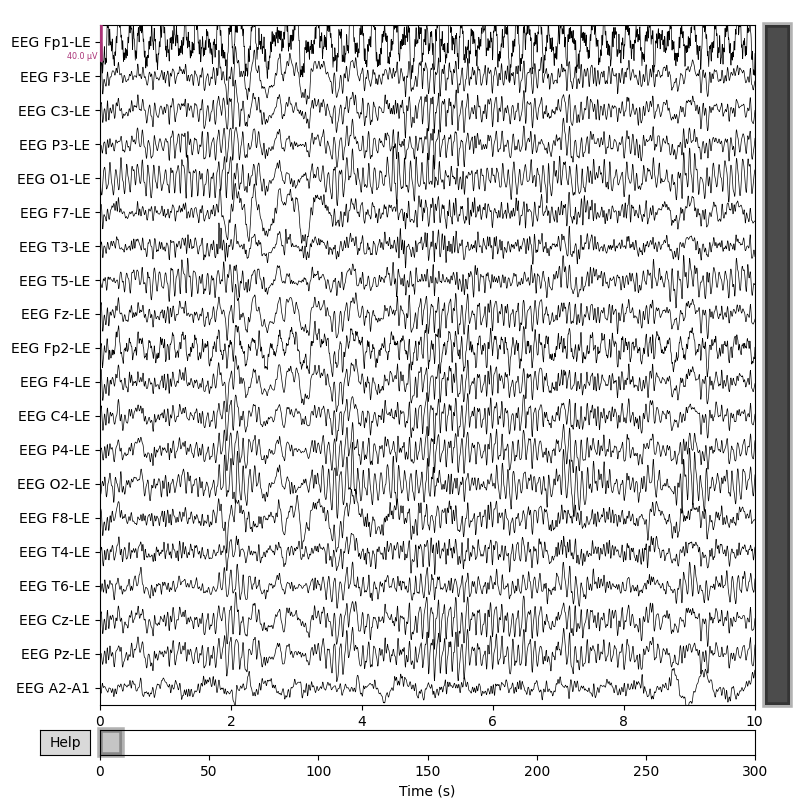 EEG Fp1-LE
40.0 µV
EEG F3-LE
EEG C3-LE
EEG P3-LE
EEG O1-LE
EEG F7-LE
EEG T3-LE
EEG T5-LE
EEG Fz-LE
EEG Fp2-LE
EEG F4-LE
EEG C4-LE
EEG P4-LE
EEG O2-LE
EEG F8-LE
EEG T4-LE
EEG T6-LE
EEG Cz-LE
EEG Pz-LE
EEG A2-A1
0 2 4 6 8 10
Help
0 50 100 150 200 250 300
Time (s)